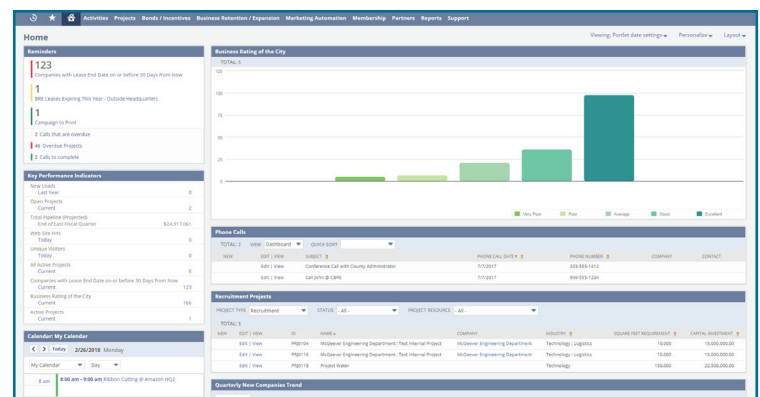 Activities Projects Bonds / Incentives Business Retention / Expansion Marketing Automation Membership Partners Reports Support
Home
Viewing: Portlet date settings Personalize Layout
Reminders
123
Companies with Lease End Date on or before 30 Days from Now
1
BRE Leases Expiring This Year - Outside Headquarters
1
Campaign to Print
2 Calls that are overdue
46 Overdue Projects
2 Calls to complete
Key Performance Indicators
New Leads
Last Year 0
Open Projects
Current 2
Total Pipeline (Projected)
End of Last Fiscal Quarter $24,917,061
Web Site Hits
Today 0
Unique Visitors
Today 0
All Active Projects
Current 5
Companies with Lease End Date on or before 30 Days from Now
Current 123
Business Rating of the City
Current 166
Active Projects
Current 1
Calendar: My Calendar
Today 2/26/2018 Monday
My Calendar Day
8 am 8:00 am - 9:00 am Ribbon Cutting @ Amazon HQ2
Business Rating of the City
TOTAL: 5
120
100
75
50
25
0
Very Poor Poor Average Good Excellent
Phone Calls
TOTAL: 2 VIEW Dashboard QUICK SORT
NEW EDIT | VIEW SUBJECT PHONE CALL DATE PHONE NUMBER COMPANY CONTACT
Edit | View Conference Call with County Administrator 7/7/2017 333-555-1412
Edit | View Call John @ CBRE 7/7/2017
Recruitment Projects
PROJECT TYPE Recruitment STATUS - All - PROJECT RESOURCE - All -
TOTAL: 3
NEW EDIT | VIEW ID NAME COMPANY INDUSTRY SQUARE FEET REQUIREMENT CAPITAL INVESTMENT
Edit | View PRJ0104 McGeever Engineering Department : Test Internal Project McGeever Engineering Department Technology : Logistics 10,000 15,000,000.00
Edit | View PRJ0116 McGeever Engineering Department : Test Internal Project McGeever Engineering Department Technology : Logistics 10,000 15,000,000.00
Edit | View PRJ0118 Project Water Technology 150,000 22,500,000.00
Quarterly New Companies Trend